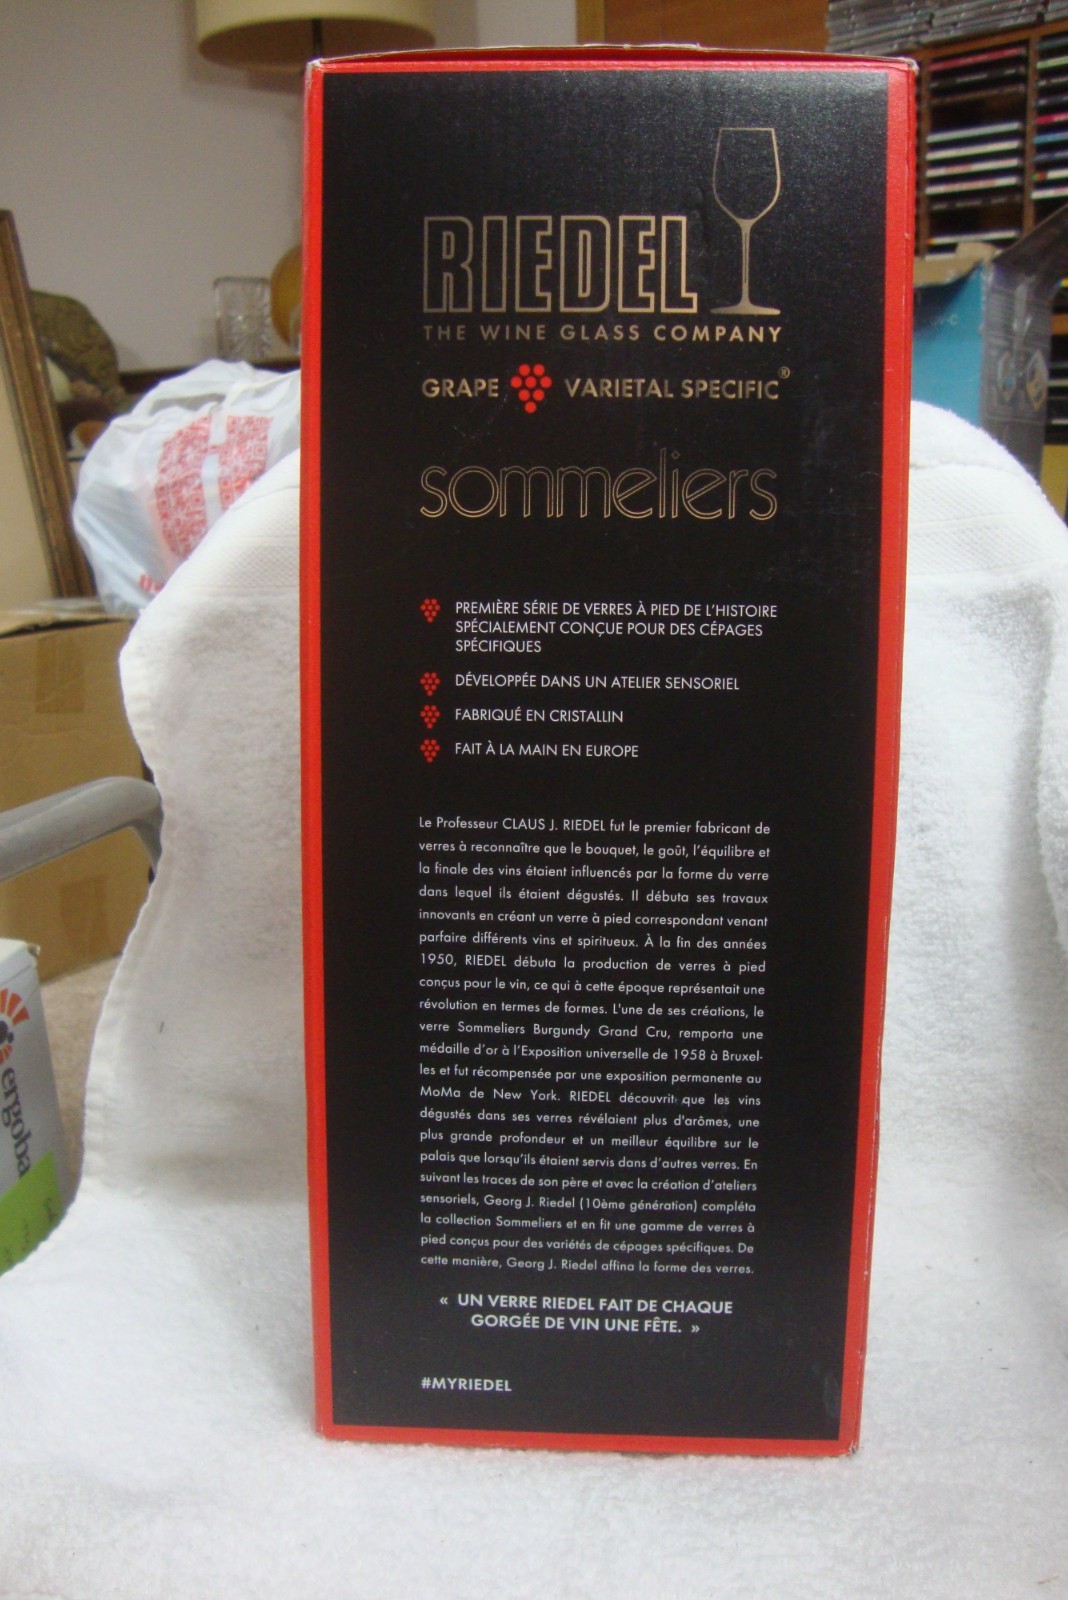 RIEDEL
THE WINE GLASS COMPANY
GRAPE VARIETAL SPECIFIC®
sommeliers
PREMIÈRE SÉRIE DE VERRES À PIED DE L'HISTOIRE
SPÉCIALEMENT CONÇUE POUR DES CÉPAGES
SPÉCIFIQUES
DÉVELOPPÉE DANS UN ATELIER SENSORIEL
FABRIQUÉ EN CRISTALLIN
FAIT À LA MAIN EN EUROPE
Le Professeur CLAUS J. RIEDEL fut le premier fabricant de
verres à reconnaître que le bouquet, le goût, l'équilibre et
la finale des vins étaient influencés par la forme du verre
dans lequel ils étaient dégustés. Il débuta ses travaux
innovants en créant un verre à pied correspondant venant
parfaire différents vins et spiritueux. À la fin des années
1950, RIEDEL débuta la production de verres à pied
conçus pour le vin, ce qui à cette époque représentait une
révolution en termes de formes. L'une de ses créations, le
verre Sommeliers Burgundy Grand Cru, remporta une
médaille d'or à l'Exposition universelle de 1958 à Bruxel-
les et fut récompensée par une exposition permanente au
MoMa de New York. RIEDEL découvrit que les vins
dégustés dans ses verres révélaient plus d'arômes, une
plus grande profondeur et un meilleur équilibre sur le
palais que lorsqu'ils étaient servis dans d'autres verres. En
suivant les traces de son père et avec la création d'ateliers
sensoriels, Georg J. Riedel (10ème génération) compléta
la collection Sommeliers et en fit une gamme de verres à
pied conçus pour des variétés de cépages spécifiques. De
cette manière, Georg J. Riedel affina la forme des verres.
« UN VERRE RIEDEL FAIT DE CHAQUE
GORGÉE DE VIN UNE FÊTE. »
#MYRIEDEL
ergoba
UV-C